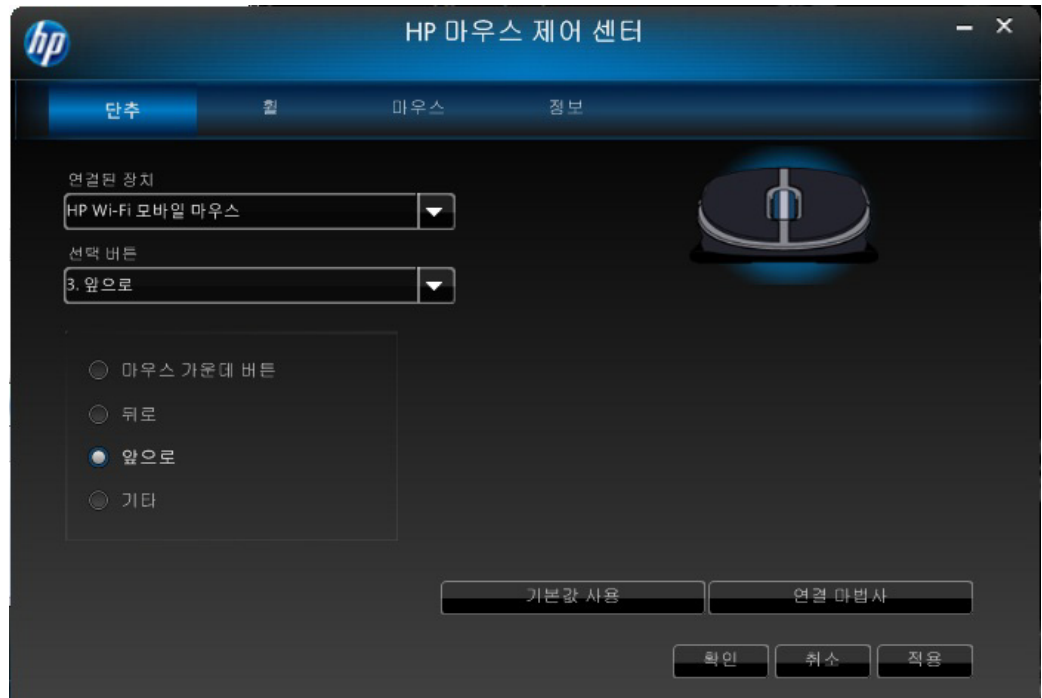 hp
HP 마우스 제어 센터
단추 휠 마우스 정보
연결된 장치
HP Wi-Fi 모바일 마우스
선택 버튼
3. 앞으로
마우스 가운데 버튼
뒤로
앞으로
기타
기본값 사용 연결 마법사
확인 취소 적용